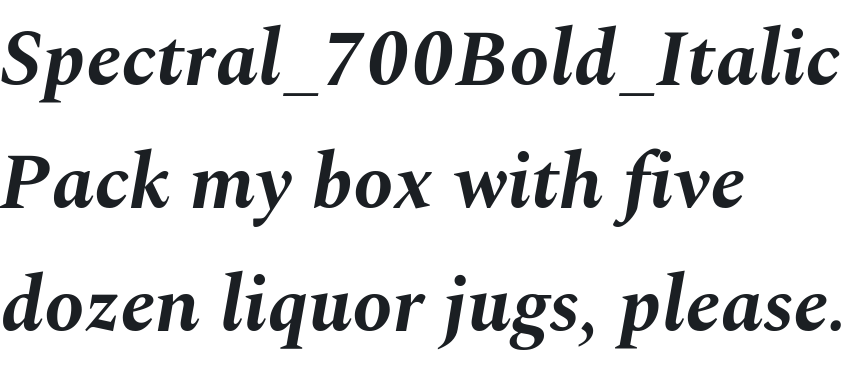 Spectral_700Bold_Italic
Pack my box with five
dozen liquor jugs, please.